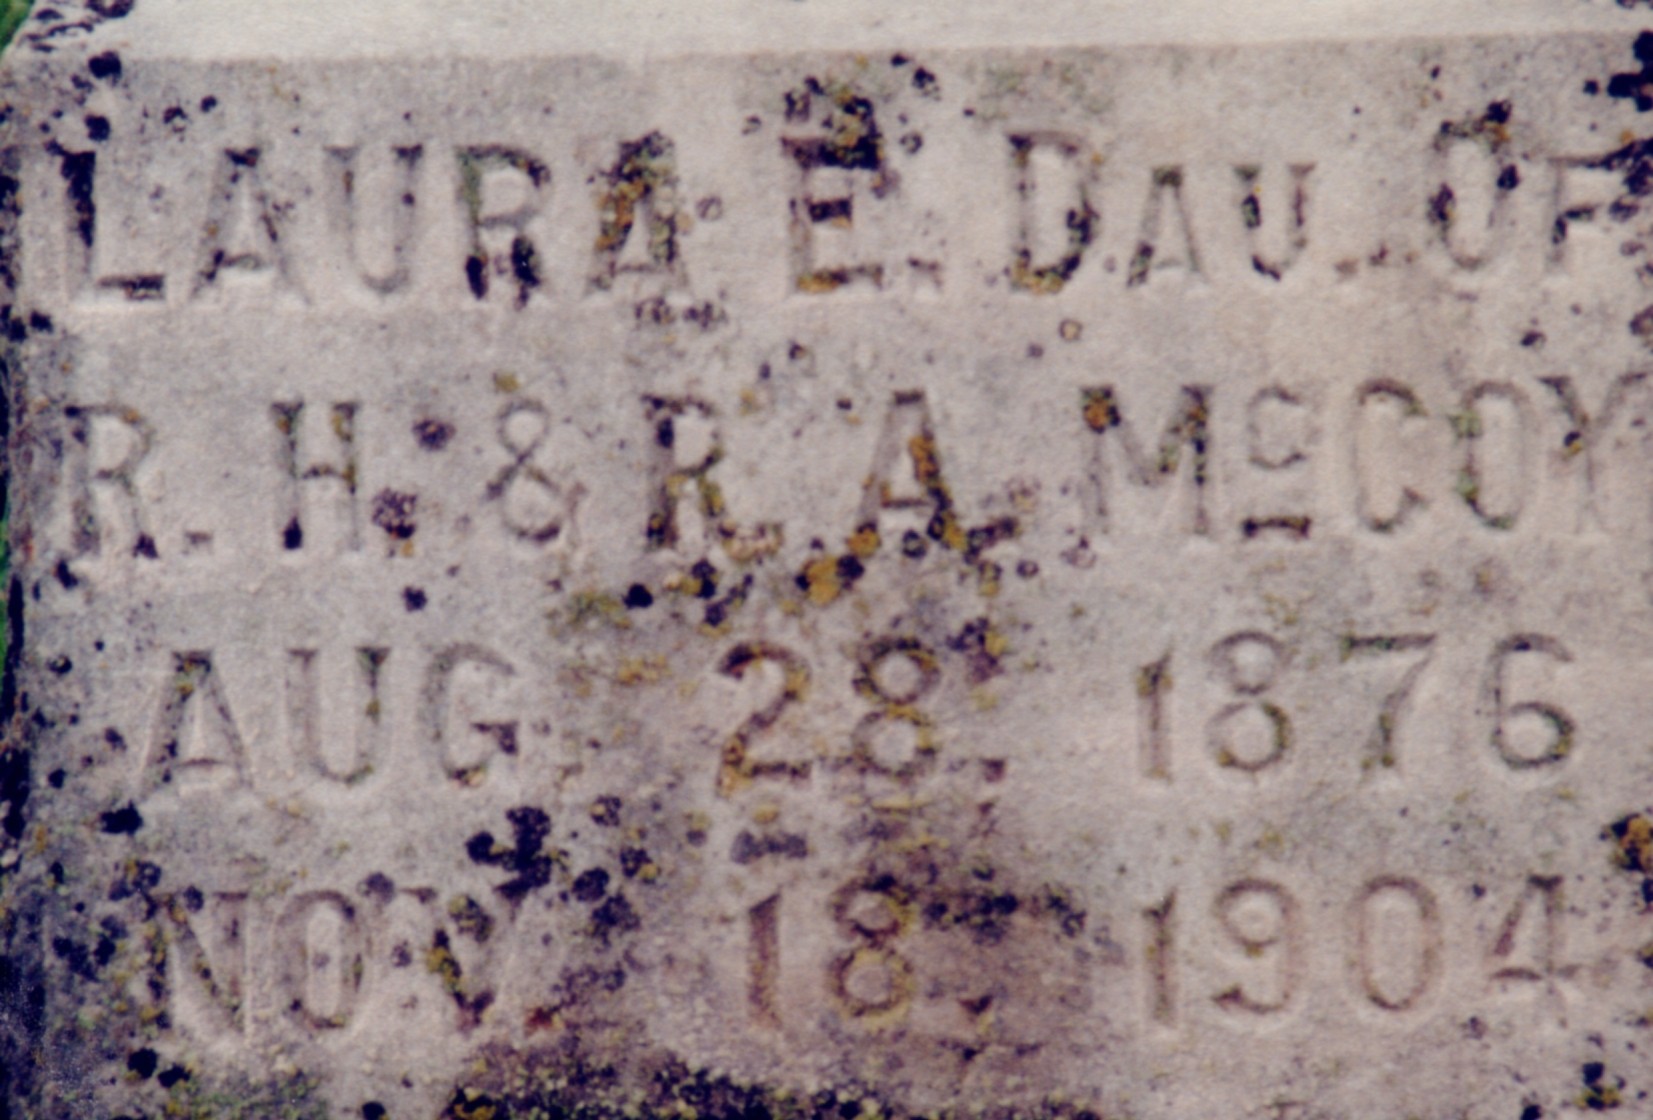 LAURA E. DAU. OF
R. H. & R. A. McCOY
AUG. 28. 1876
NOV. 18, 1904